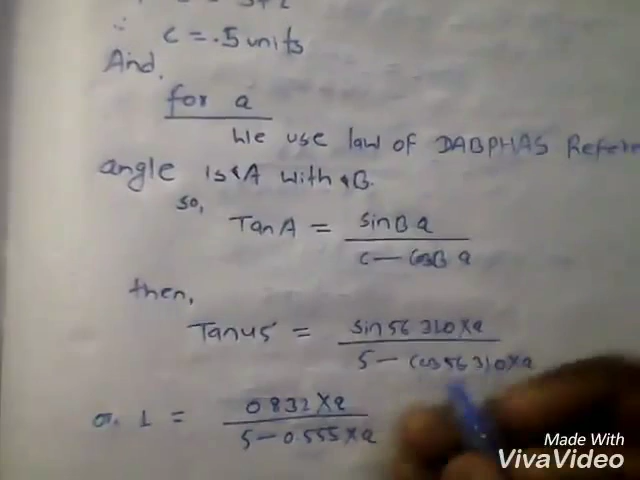 ∴ c = .5 units
And,
for a
We use law of DABPHAS Refere
angle is ∢A with ∢B.
so,
TanA = sinB a / c – cosB a
then,
Tan45 = sin56 310×a / 5 – cos56 310×a
or. 1 = 0.832×a / 5 – 0.555×a
Made With
VivaVideo